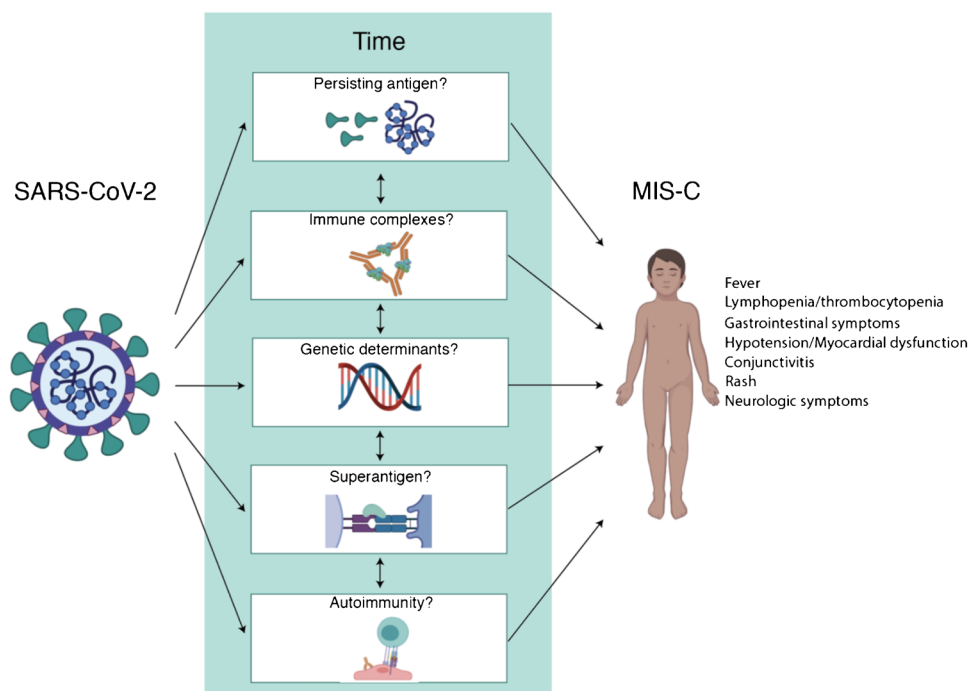 Time
Persisting antigen?
SARS-CoV-2
MIS-C
Immune complexes?
Genetic determinants?
Superantigen?
Autoimmunity?
Fever
Lymphopenia/thrombocytopenia
Gastrointestinal symptoms
Hypotension/Myocardial dysfunction
Conjunctivitis
Rash
Neurologic symptoms